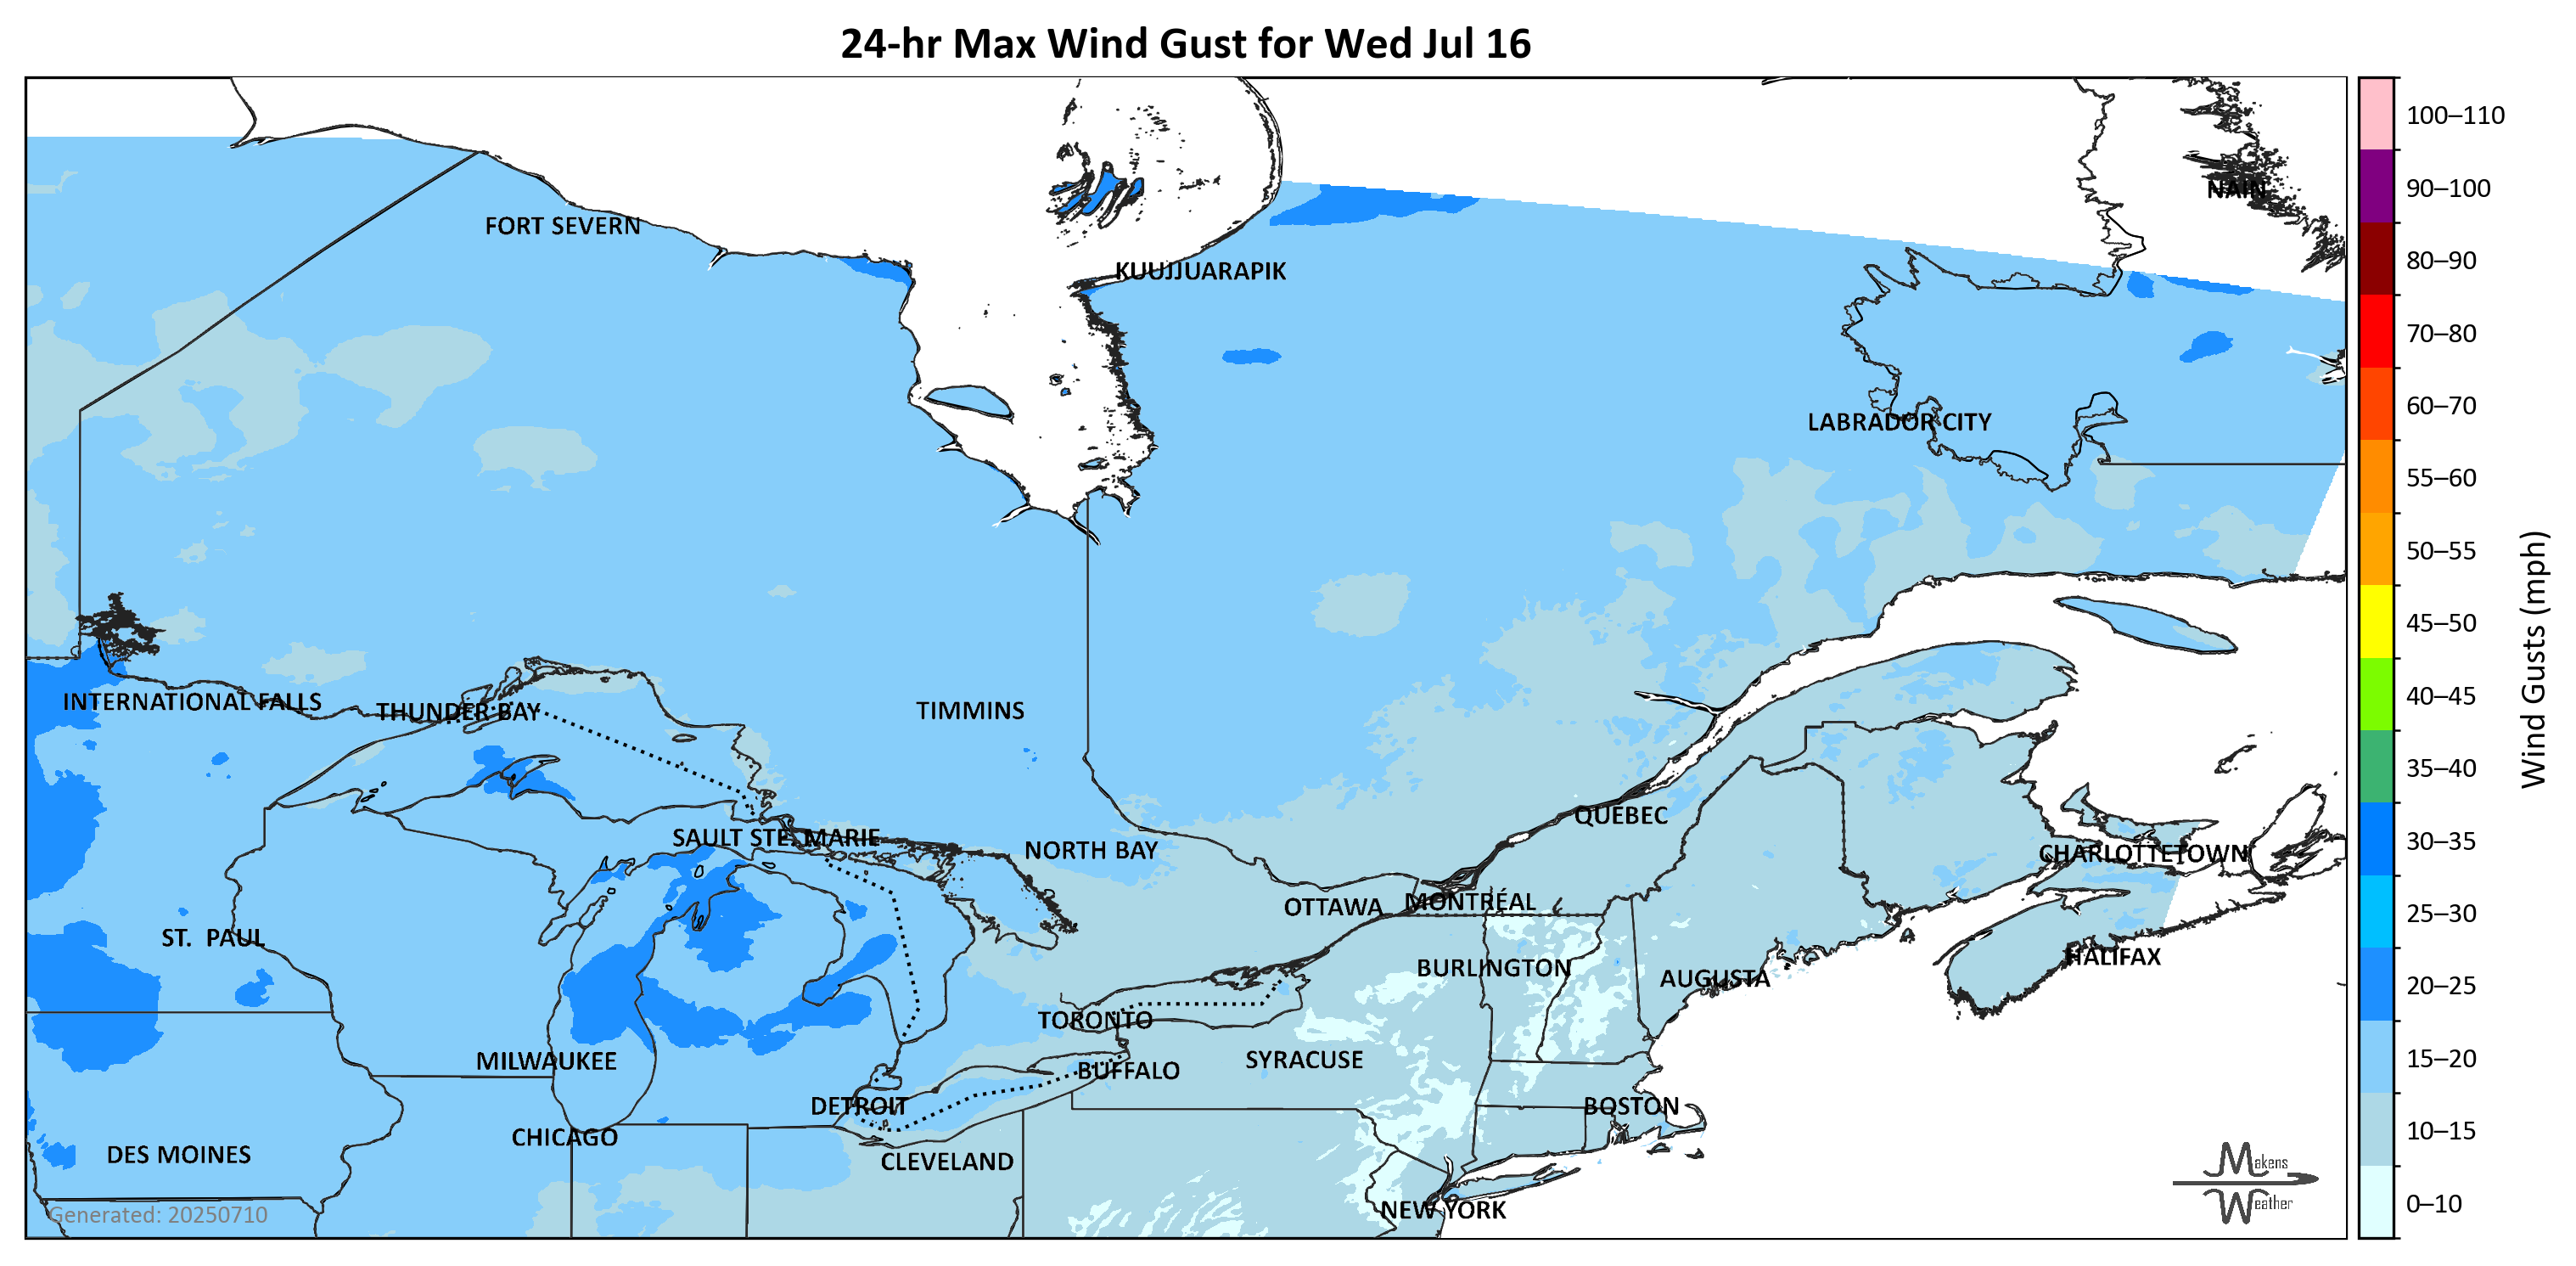 24-hr Max Wind Gust for Wed Jul 16
100–110
90–100
80–90
70–80
60–70
55–60
50–55
45–50
40–45
35–40
30–35
25–30
20–25
15–20
10–15
0–10
Wind Gusts (mph)
NAIN
FORT SEVERN
KUUJJUARAPIK
LABRADOR CITY
INTERNATIONAL FALLS
THUNDER BAY
TIMMINS
QUÉBEC
SAULT STE. MARIE
NORTH BAY
CHARLOTTETOWN
OTTAWA
MONTRÉAL
ST. PAUL
HALIFAX
BURLINGTON
AUGUSTA
TORONTO
MILWAUKEE
SYRACUSE
BUFFALO
DETROIT
BOSTON
CHICAGO
DES MOINES
CLEVELAND
NEW YORK
Generated: 20250710
Makens
Weather